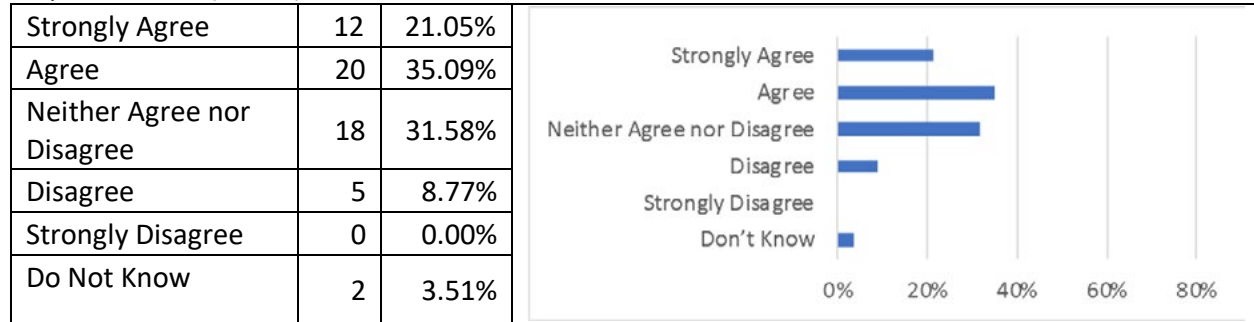 Strongly Agree 12 21.05%
Agree 20 35.09%
Neither Agree nor
Disagree 18 31.58%
Disagree 5 8.77%
Strongly Disagree 0 0.00%
Do Not Know 2 3.51%
Strongly Agree
Agree
Neither Agree nor Disagree
Disagree
Strongly Disagree
Don't Know
0% 20% 40% 60% 80%